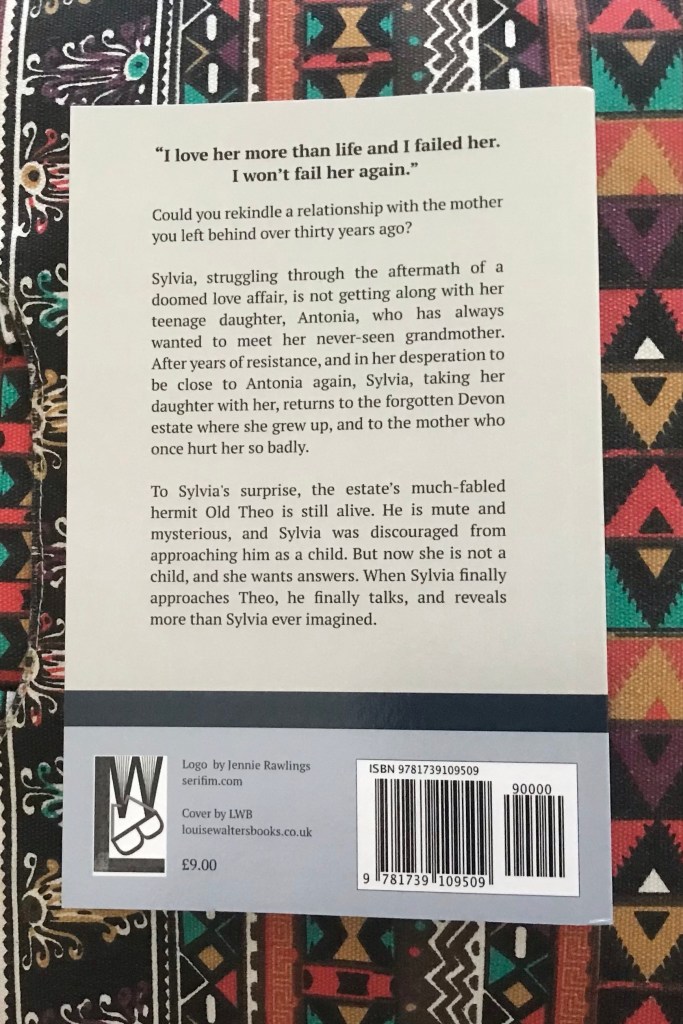 “I love her more than life and I failed her.
I won’t fail her again.”
Could you rekindle a relationship with the mother
you left behind over thirty years ago?
Sylvia, struggling through the aftermath of a
doomed love affair, is not getting along with her
teenage daughter, Antonia, who has always
wanted to meet her never-seen grandmother.
After years of resistance, and in her desperation to
be close to Antonia again, Sylvia, taking her
daughter with her, returns to the forgotten Devon
estate where she grew up, and to the mother who
once hurt her so badly.
To Sylvia's surprise, the estate’s much-fabled
hermit Old Theo is still alive. He is mute and
mysterious, and Sylvia was discouraged from
approaching him as a child. But now she is not a
child, and she wants answers. When Sylvia finally
approaches Theo, he finally talks, and reveals
more than Sylvia ever imagined.
LWB
Logo by Jennie Rawlings
serifim.com
Cover by LWB
louisewaltersbooks.co.uk
£9.00
ISBN 9781739109509
90000
9 781739 109509